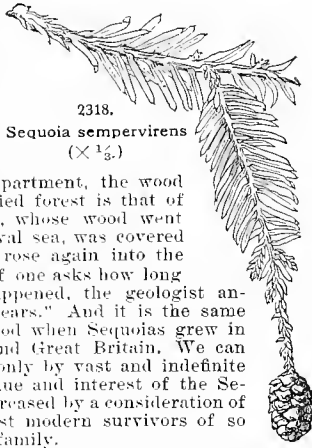 2318.
Sequoia sempervirens
(× ⅓.)
partment, the wood
ied forest is that of
, whose wood went
val sea, was covered
rose again into the
f one asks how long
appened, the geologist an-
ears." And it is the same
od when Sequoias grew in
nd Great Britain. We can
only by vast and indefinite
ue and interest of the Se-
reased by a consideration of
st modern survivors of so
family.